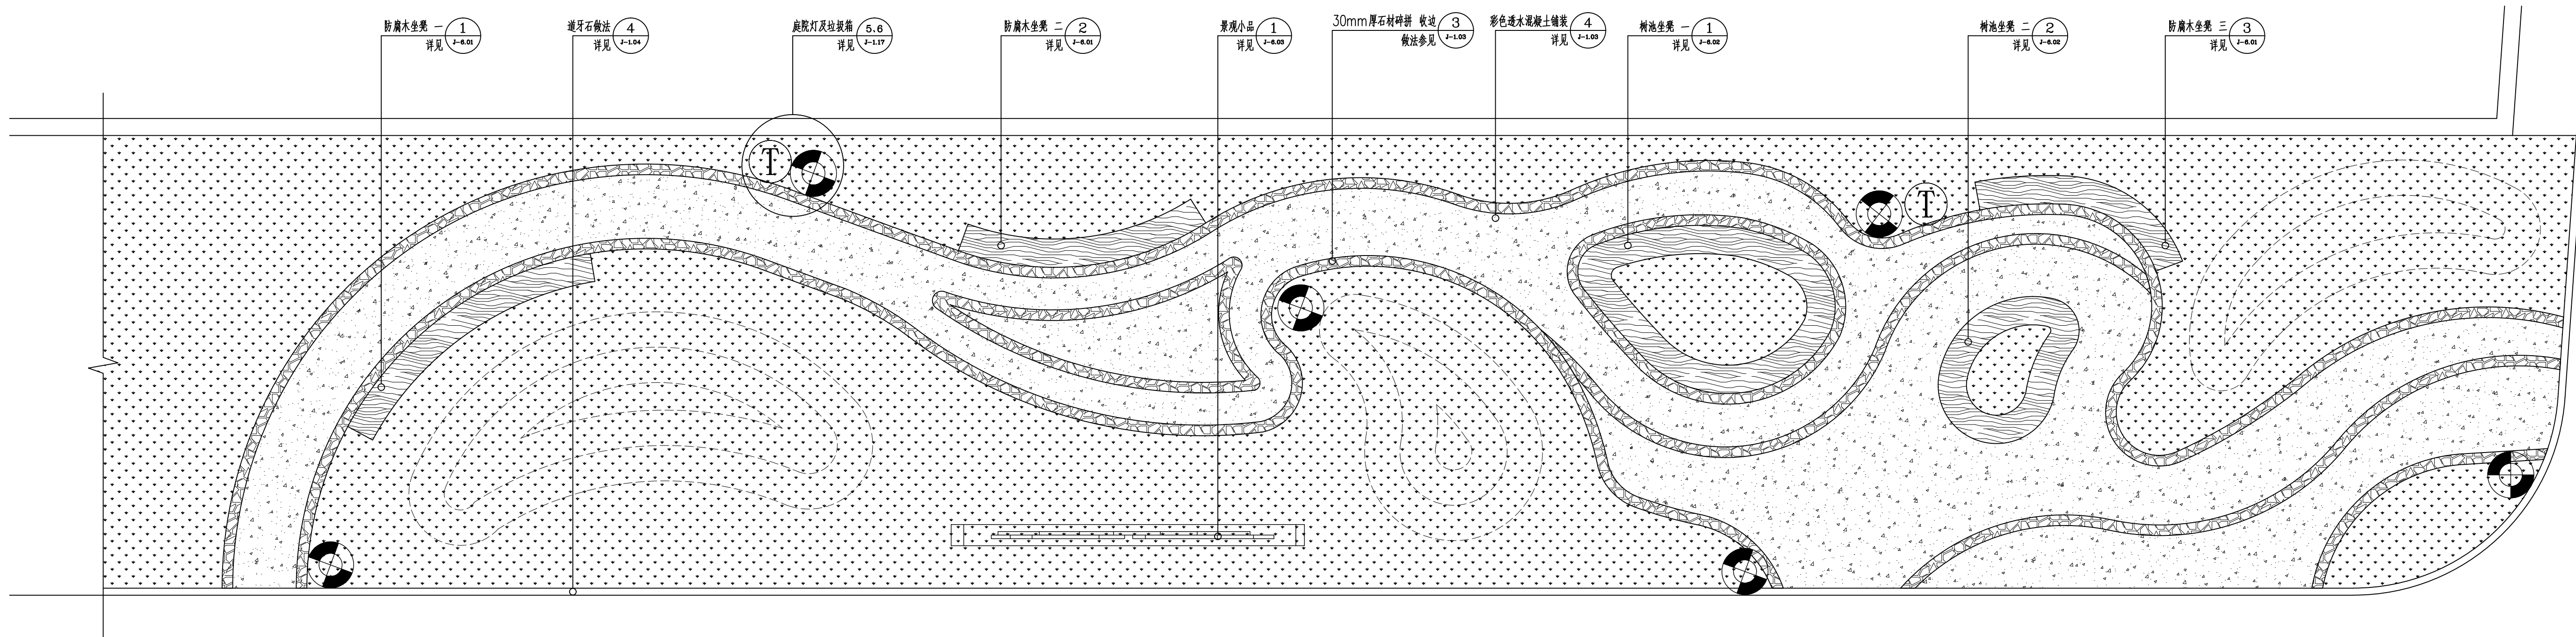 防腐木坐凳 一 1
详见 J-6.01
道牙石做法 4
详见 J-1.04
庭院灯及垃圾箱 5.6
详见 J-1.17
防腐木坐凳 二 2
详见 J-6.01
景观小品 1
详见 J-6.03
30mm厚石材碎拼 收边 3
做法参见 J-1.03
彩色透水混凝土铺装 4
详见 J-1.03
树池坐凳 一 1
详见 J-6.02
树池坐凳 二 2
详见 J-6.02
防腐木坐凳 三 3
详见 J-6.01
T
T